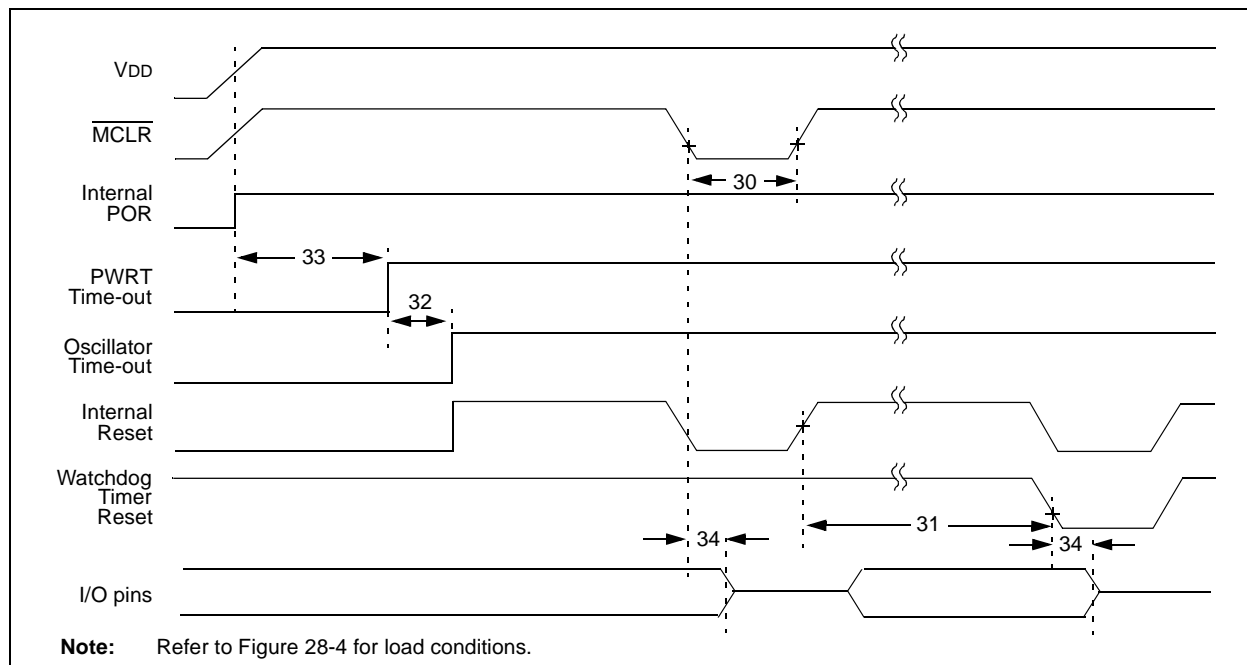 VDD
MCLR
30
Internal
POR
33
PWRT
Time-out
32
Oscillator
Time-out
Internal
Reset
Watchdog
Timer
Reset
31
34
34
I/O pins
Note: Refer to Figure 28-4 for load conditions.